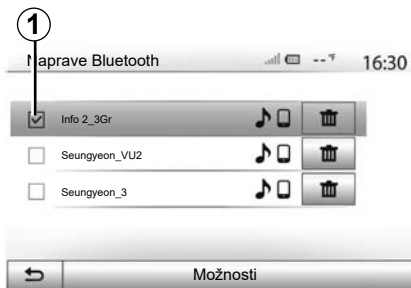 1
Naprave Bluetooth -- °F 16:30
Info 2_3Gr
Seungyeon_VU2
Seungyeon_3
Možnosti